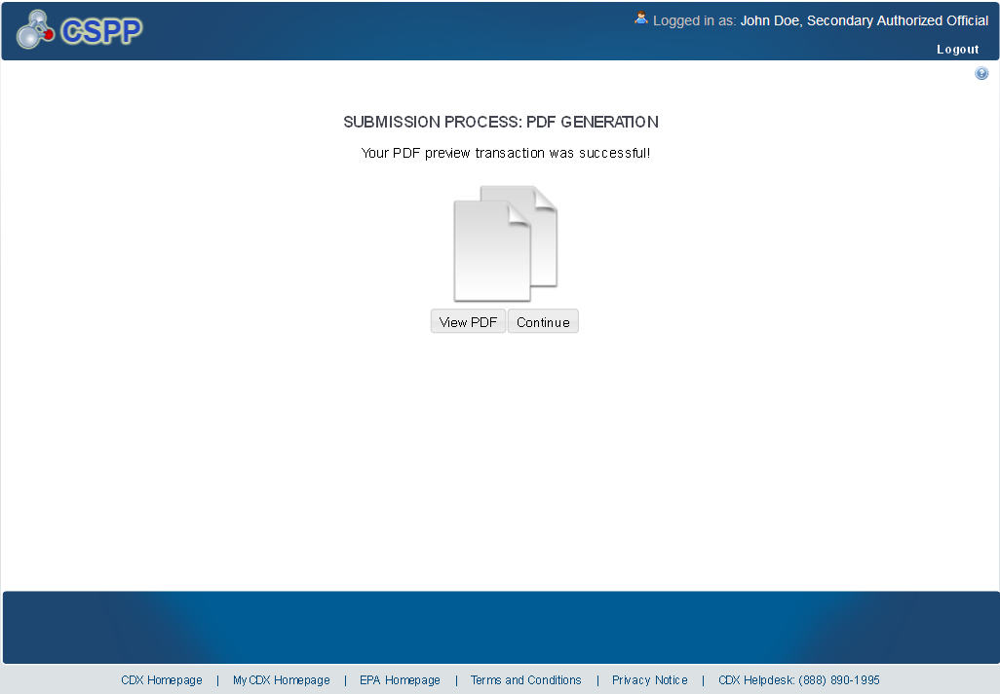 CSPP
Logged in as: John Doe, Secondary Authorized Official
Logout
SUBMISSION PROCESS: PDF GENERATION
Your PDF preview transaction was successful!
View PDF Continue
CDX Homepage | MyCDX Homepage | EPA Homepage | Terms and Conditions | Privacy Notice | CDX Helpdesk: (888) 890-1995